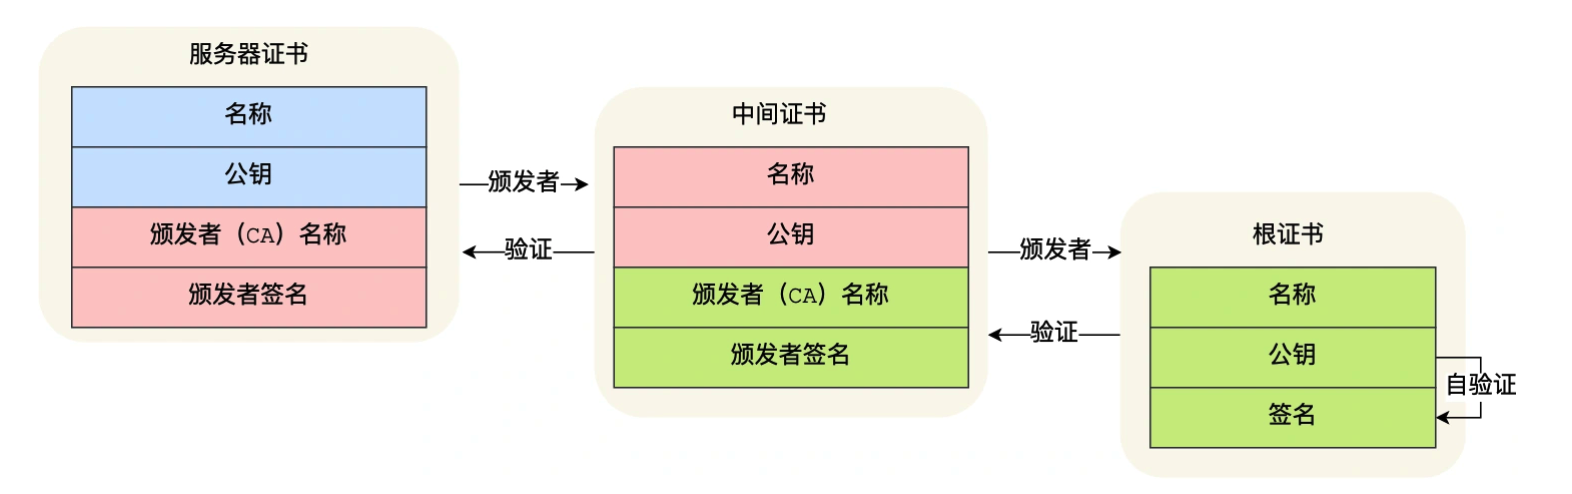 服务器证书
名称
公钥
颁发者（CA）名称
颁发者签名
颁发者
验证
中间证书
名称
公钥
颁发者（CA）名称
颁发者签名
颁发者
验证
根证书
名称
公钥
签名
自验证